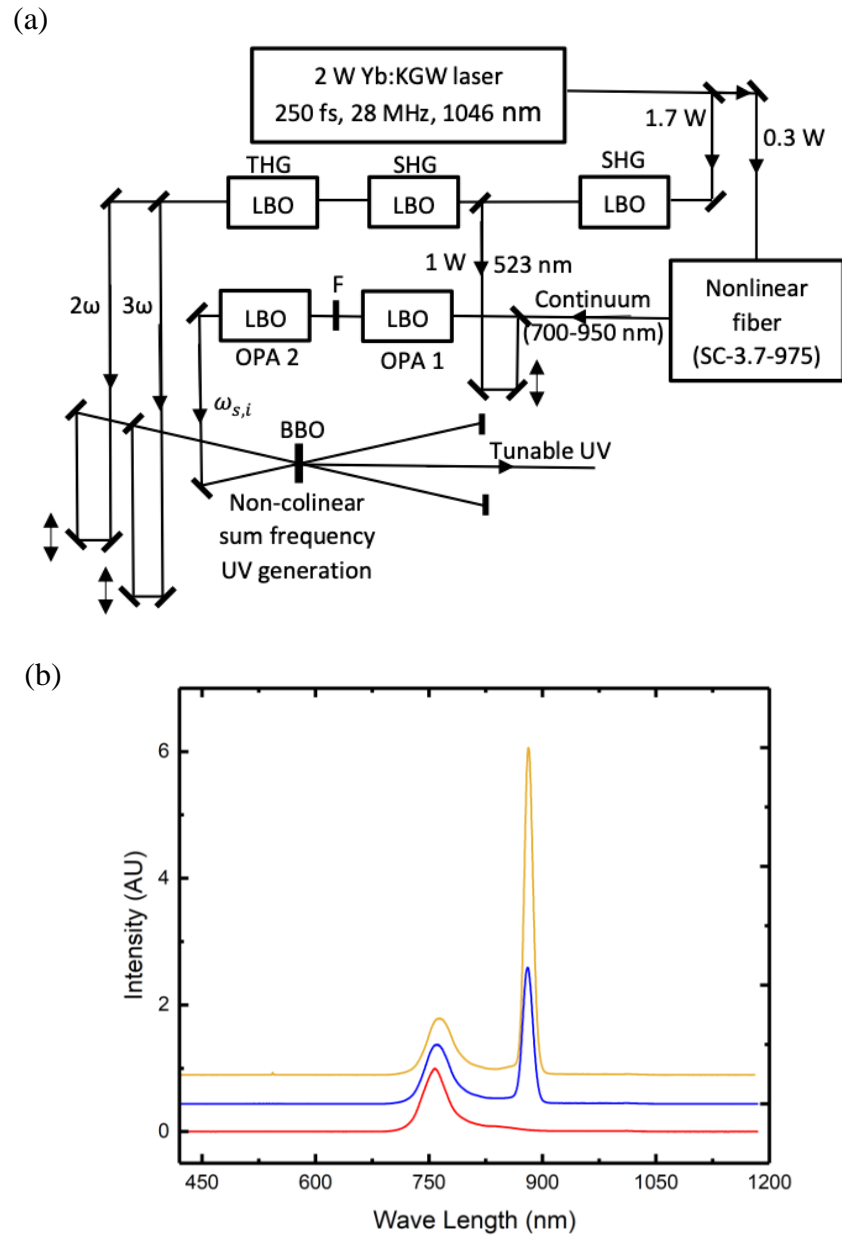 (a)
2 W Yb:KGW laser
250 fs, 28 MHz, 1046 nm
1.7 W
0.3 W
THG
SHG
SHG
LBO
LBO
LBO
1 W
523 nm
2ω
3ω
F
LBO
LBO
OPA 2
OPA 1
Continuum
(700-950 nm)
Nonlinear
fiber
(SC-3.7-975)
ωs,i
BBO
Tunable UV
Non-colinear
sum frequency
UV generation
(b)
6
4
2
0
Intensity (AU)
450
600
750
900
1050
1200
Wave Length (nm)